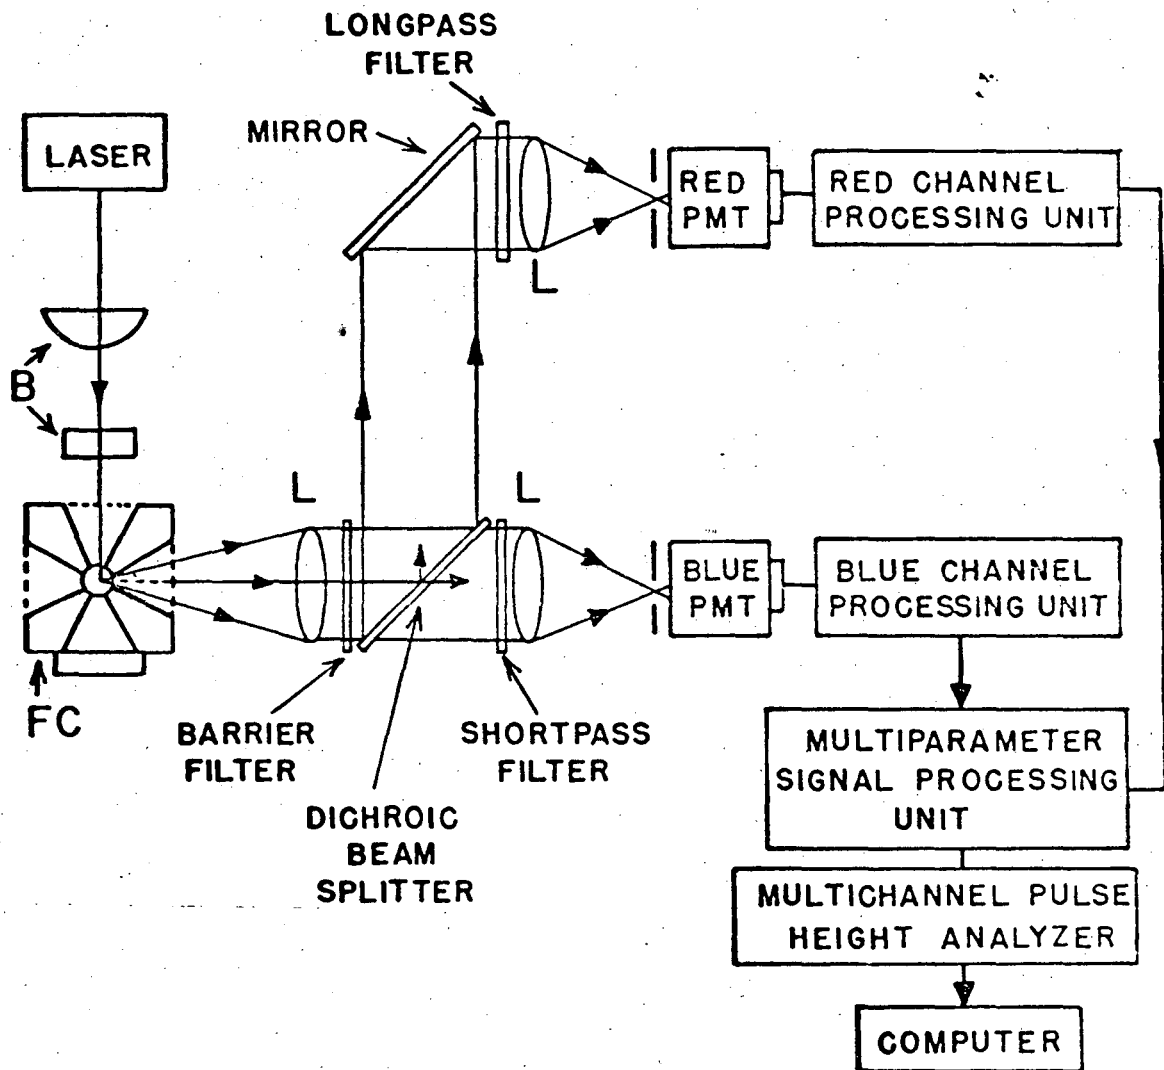 LONGPASS
FILTER
MIRROR
LASER
RED
PMT
RED CHANNEL
PROCESSING UNIT
L
B
L
L
BLUE
PMT
BLUE CHANNEL
PROCESSING UNIT
FC
BARRIER
FILTER
SHORTPASS
FILTER
DICHROIC
BEAM
SPLITTER
MULTIPARAMETER
SIGNAL PROCESSING
UNIT
MULTICHANNEL PULSE
HEIGHT ANALYZER
COMPUTER